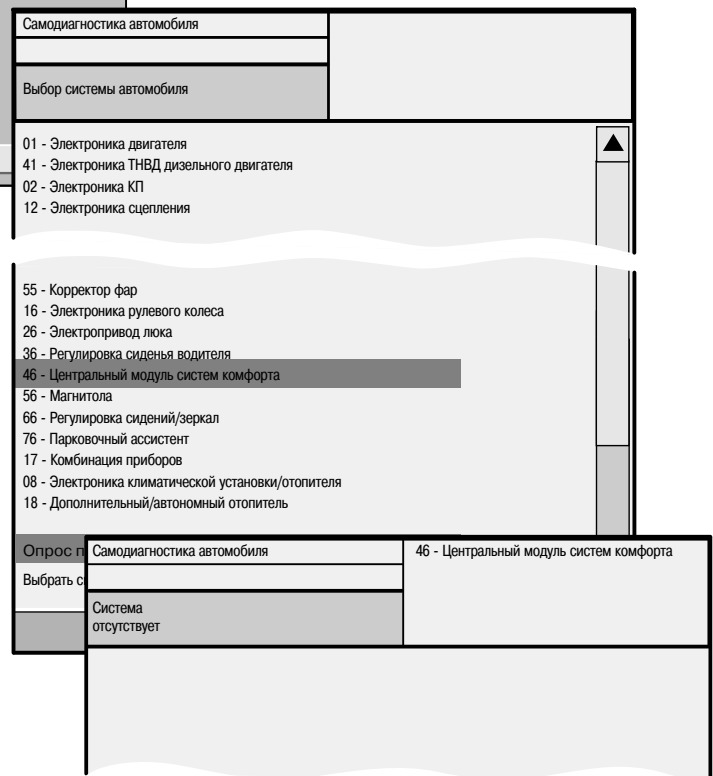 Самодиагностика автомобиля
Выбор системы автомобиля
01 - Электроника двигателя
41 - Электроника ТНВД дизельного двигателя
02 - Электроника КП
12 - Электроника сцепления
55 - Корректор фар
16 - Электроника рулевого колеса
26 - Электропривод люка
36 - Регулировка сиденья водителя
46 - Центральный модуль систем комфорта
56 - Магнитола
66 - Регулировка сидений/зеркал
76 - Парковочный ассистент
17 - Комбинация приборов
08 - Электроника климатической установки/отопителя
18 - Дополнительный/автономный отопитель
Опрос
Выбрать
Самодиагностика автомобиля
46 - Центральный модуль систем комфорта
Система
отсутствует